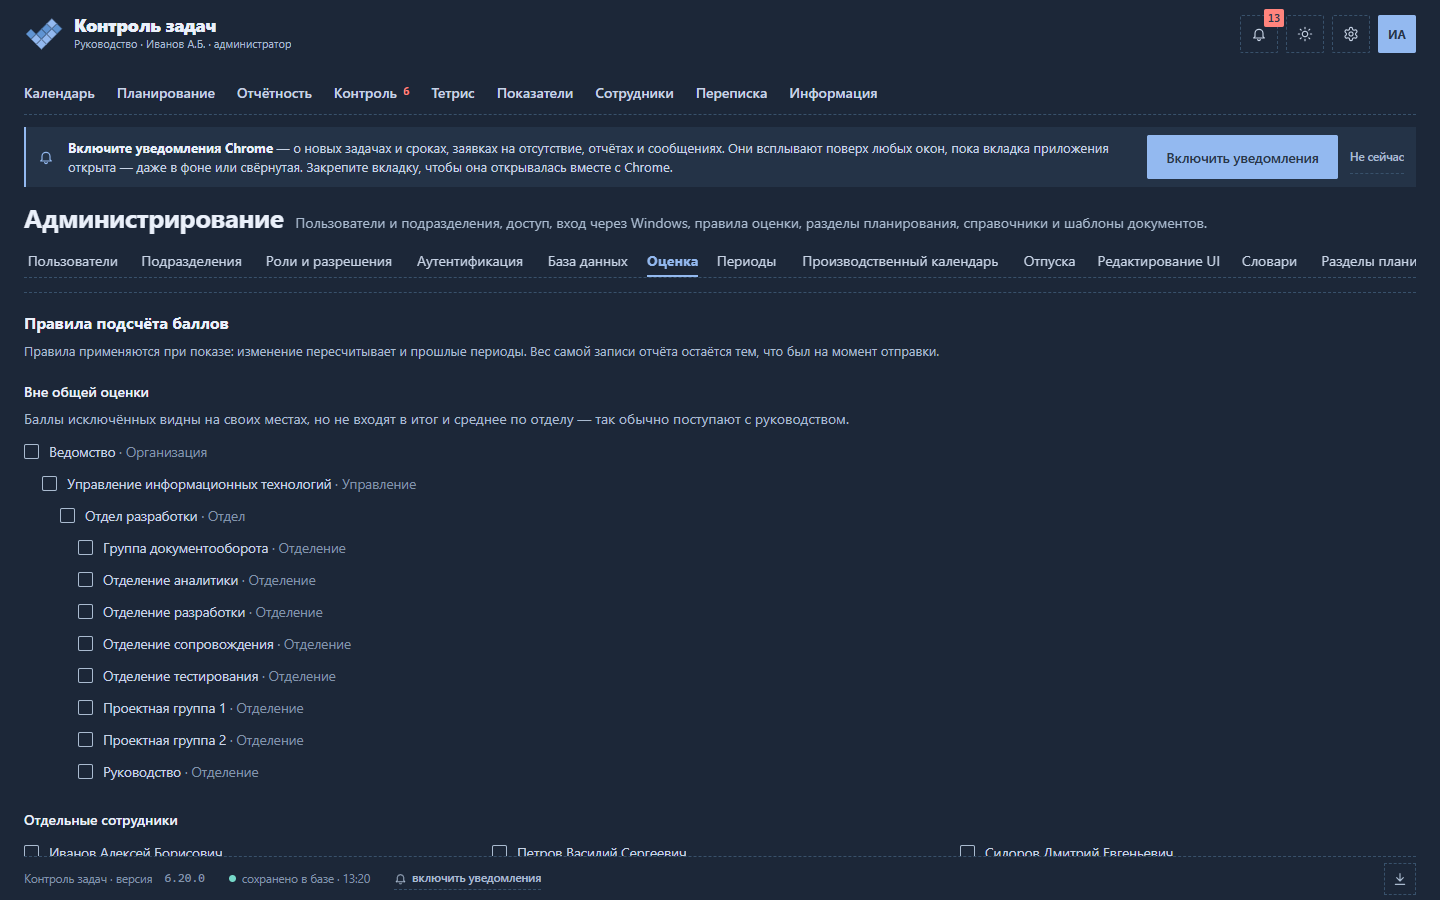 Контроль задач
Руководство · Иванов А.Б. · администратор
13
ИА
Календарь Планирование Отчётность Контроль 6 Тетрис Показатели Сотрудники Переписка Информация
Включите уведомления Chrome — о новых задачах и сроках, заявках на отсутствие, отчётах и сообщениях. Они всплывают поверх любых окон, пока вкладка приложения
открыта — даже в фоне или свёрнутая. Закрепите вкладку, чтобы она открывалась вместе с Chrome.
Включить уведомления
Не сейчас
Администрирование Пользователи и подразделения, доступ, вход через Windows, правила оценки, разделы планирования, справочники и шаблоны документов.
Пользователи Подразделения Роли и разрешения Аутентификация База данных Оценка Периоды Производственный календарь Отпуска Редактирование UI Словари Разделы плани
Правила подсчёта баллов
Правила применяются при показе: изменение пересчитывает и прошлые периоды. Вес самой записи отчёта остаётся тем, что был на момент отправки.
Вне общей оценки
Баллы исключённых видны на своих местах, но не входят в итог и среднее по отделу — так обычно поступают с руководством.
Ведомство · Организация
Управление информационных технологий · Управление
Отдел разработки · Отдел
Группа документооборота · Отделение
Отделение аналитики · Отделение
Отделение разработки · Отделение
Отделение сопровождения · Отделение
Отделение тестирования · Отделение
Проектная группа 1 · Отделение
Проектная группа 2 · Отделение
Руководство · Отделение
Отдельные сотрудники
Иванов Алексей Борисович Петров Василий Сергеевич Сидоров Дмитрий Евгеньевич
Контроль задач · версия 6.20.0 сохранено в базе · 13:20 включить уведомления